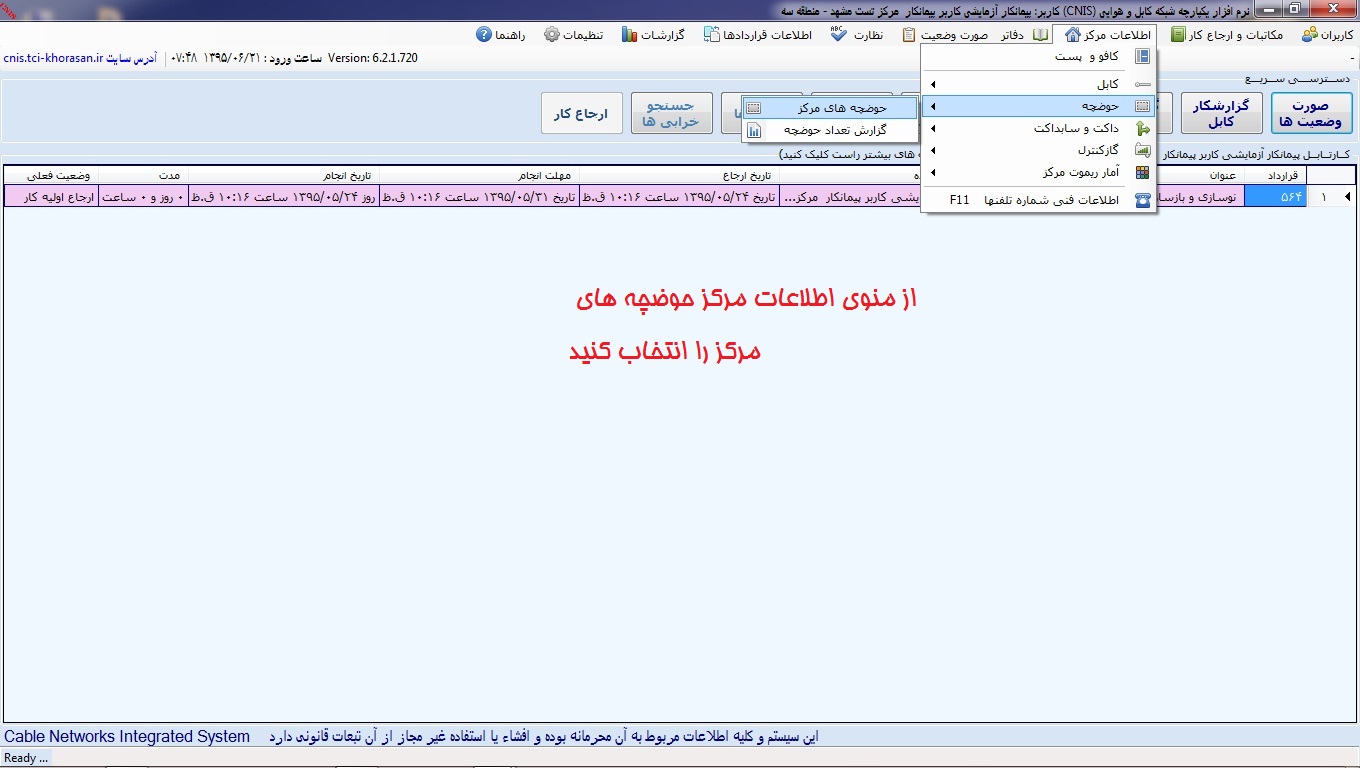 نرم افزار یکپارچه شبکه کابل و هوایی (CNIS) کاربر: پیمانکار آزمایشی کاربر پیمانکار مرکز تست مشهد - منطقه سه
کاربران
مکاتبات و ارجاع کار
اطلاعات مرکز
دفاتر
صورت وضعیت
نظارت
اطلاعات قراردادها
گزارشات
تنظیمات
راهنما
Version: 6.2.1.720
ساعت ورود : ۱۳۹۵/۰۶/۲۱ ۰۷:۴۸
آدرس سایت cnis.tci-khorasan.ir
دسترسی سریع
صورت وضعیت ها
گزارشکار کابل
جستجو خرابی ها
ارجاع کار
کافو و پست
کابل
حوضچه
داکت و سابداکت
گازکنترل
آمار ریموت مرکز
اطلاعات فنی شماره تلفنها F11
حوضچه های مرکز
گزارش تعداد حوضچه
کارتابل پیمانکار آزمایشی کاربر پیمانکار
های بیشتر راست کلیک کنید)
قرارداد
عنوان
تاریخ ارجاع
مهلت انجام
تاریخ انجام
مدت
وضعیت فعلی
۱
۵۶۴
نوسازی و بازسا
کاربر پیمانکار مرکز...
تاریخ ۱۳۹۵/۰۵/۲۴ ساعت ۱۰:۱۶ ق.ظ
تاریخ ۱۳۹۵/۰۵/۳۱ ساعت ۱۰:۱۶ ق.ظ
روز ۱۳۹۵/۰۵/۲۴ ساعت ۱۰:۱۶ ق.ظ
۰ روز و ۰ ساعت
ارجاع اولیه کار
از منوی اطلاعات مرکز حوضچه های
مرکز را انتخاب کنید
این سیستم و کلیه اطلاعات مربوط به آن محرمانه بوده و افشاء یا استفاده غیر مجاز از آن تبعات قانونی دارد
Cable Networks Integrated System
Ready ...